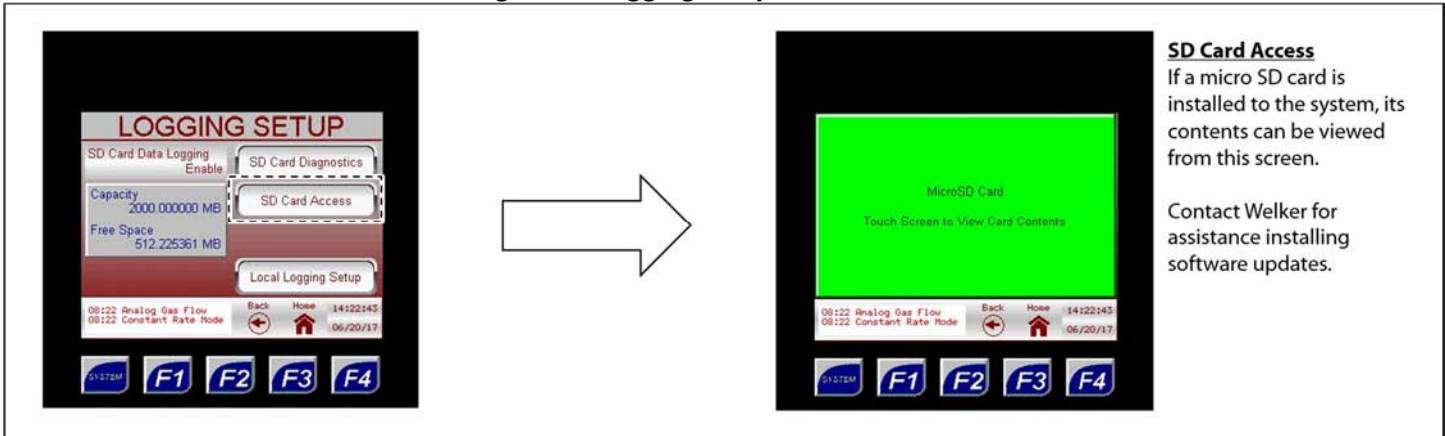 LOGGING SETUP
SD Card Data Logging
Enable
SD Card Diagnostics
Capacity
2000.000000 MB
SD Card Access
Free Space
512.225361 MB
Local Logging Setup
08:22 Analog Gas Flow
08:22 Constant Rate Mode
Back
Home
14:22:43
06/20/17
SYSTEM
F1
F2
F3
F4
MicroSD Card
Touch Screen to View Card Contents
08:22 Analog Gas Flow
08:22 Constant Rate Mode
Back
Home
14:22:43
06/20/17
SYSTEM
F1
F2
F3
F4
SD Card Access
If a micro SD card is
installed to the system, its
contents can be viewed
from this screen.
Contact Welker for
assistance installing
software updates.